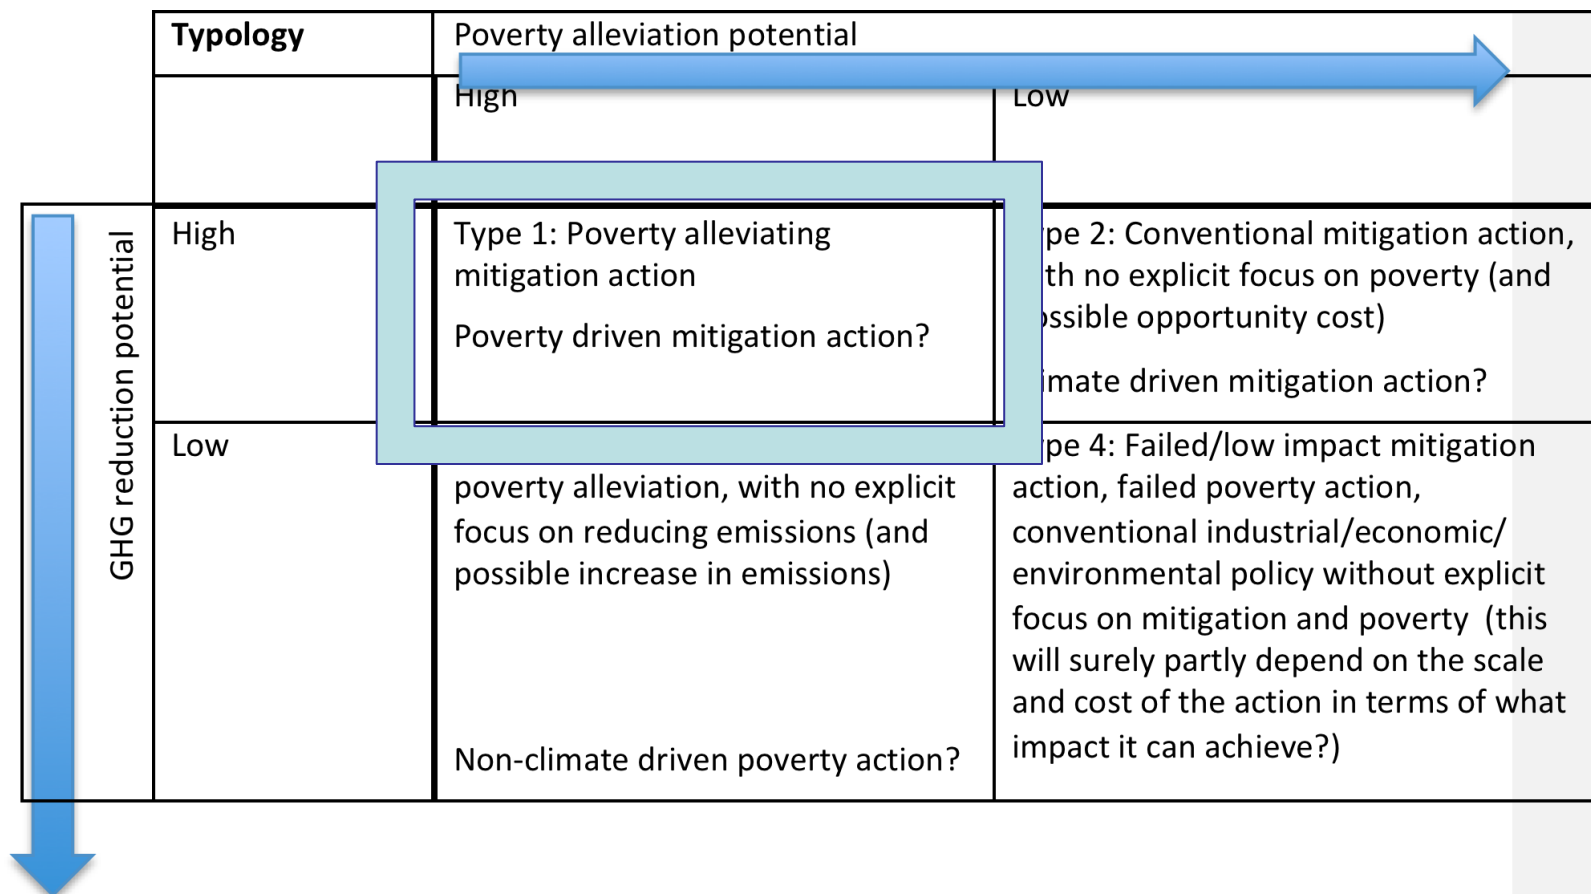 Typology
Poverty alleviation potential
High
Low
GHG reduction potential
High
Type 1: Poverty alleviating
mitigation action
Poverty driven mitigation action?
pe 2: Conventional mitigation action,
th no explicit focus on poverty (and
ossible opportunity cost)
imate driven mitigation action?
Low
poverty alleviation, with no explicit
focus on reducing emissions (and
possible increase in emissions)
Non-climate driven poverty action?
pe 4: Failed/low impact mitigation
action, failed poverty action,
conventional industrial/economic/
environmental policy without explicit
focus on mitigation and poverty (this
will surely partly depend on the scale
and cost of the action in terms of what
impact it can achieve?)